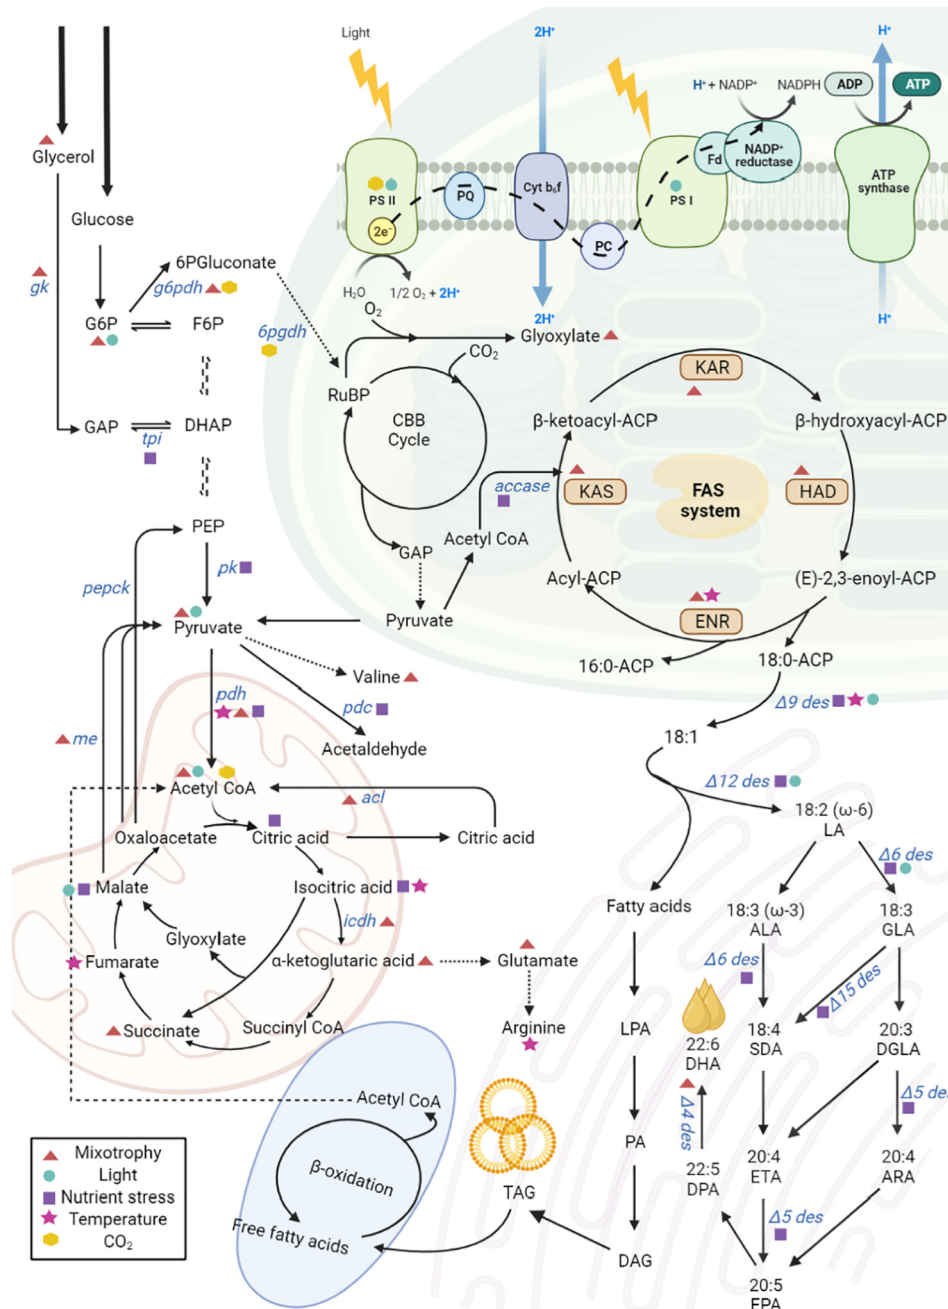 Light
2H⁺
H⁺
H⁺ + NADP⁺
NADPH
ADP
ATP
Glycerol
Glucose
PS II
2e⁻
PQ
Cyt b₆f
PC
PS I
Fd
NADP⁺
reductase
ATP
synthase
H₂O
1/2 O₂ + 2H⁺
2H⁺
H⁺
gk
6PGluconate
g6pdh
G6P
F6P
6pgdh
O₂
Glyoxylate
CO₂
RuBP
CBB
Cycle
GAP
tpi
DHAP
KAR
β-ketoacyl-ACP
β-hydroxyacyl-ACP
accase
KAS
FAS
system
HAD
PEP
GAP
Acetyl CoA
Acyl-ACP
(E)-2,3-enoyl-ACP
pepck
pk
Pyruvate
Pyruvate
ENR
16:0-ACP
18:0-ACP
Valine
pdh
pdc
Δ9 des
me
Acetaldehyde
18:1
Acetyl CoA
acl
Δ12 des
Oxaloacetate
Citric acid
Citric acid
18:2 (ω-6)
LA
Δ6 des
Malate
Isocitric acid
icdh
Fatty acids
18:3 (ω-3)
ALA
18:3
GLA
Glyoxylate
Fumarate
α-ketoglutaric acid
Glutamate
Δ6 des
Δ15 des
Succinate
Succinyl CoA
Arginine
LPA
22:6
DHA
18:4
SDA
20:3
DGLA
Acetyl CoA
Δ4 des
Δ5 des
Mixotrophy
Light
Nutrient stress
Temperature
CO₂
β-oxidation
Free fatty acids
TAG
PA
22:5
DPA
20:4
ETA
20:4
ARA
Δ5 des
DAG
20:5
EPA